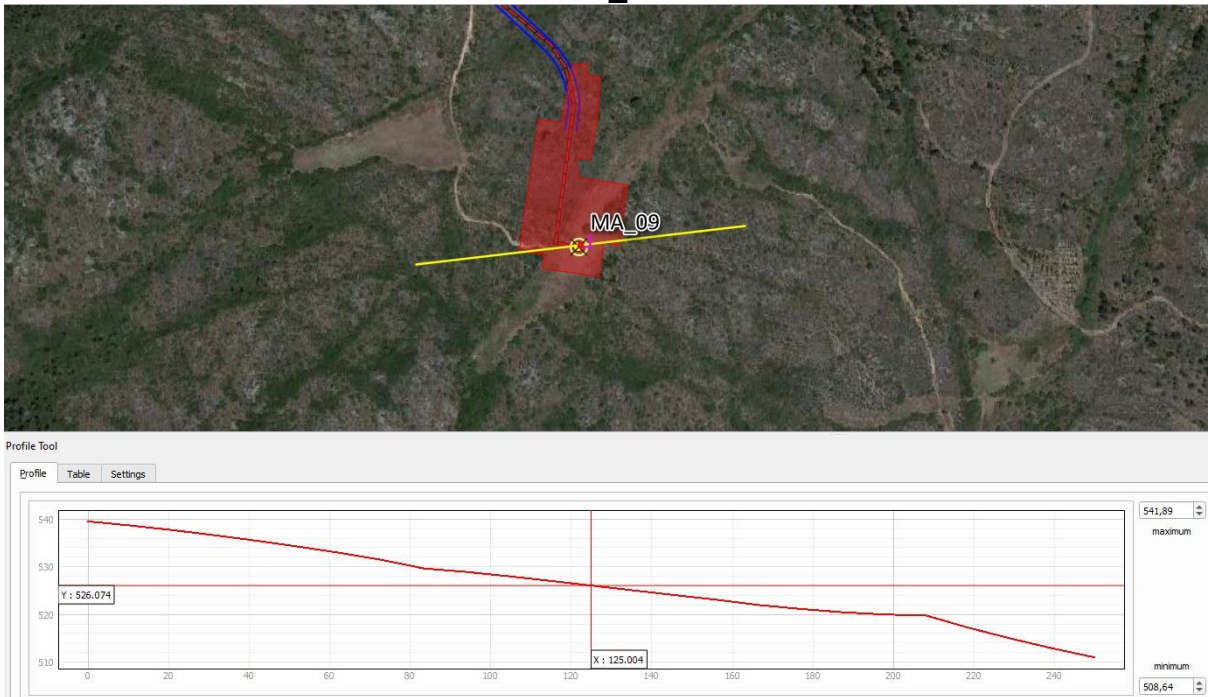 MA_09
Profile Tool
Profile Table Settings
540
530
520
510
Y : 526.074
X : 125.004
0 20 40 60 80 100 120 140 160 180 200 220 240
541,89
maximum
minimum
508,64